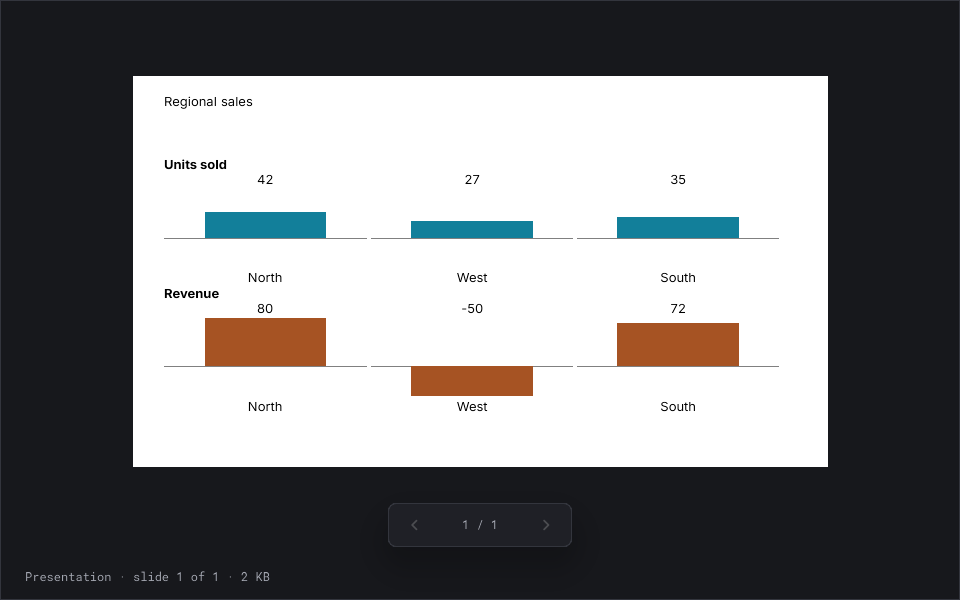 Regional sales
Units sold
42 27 35
North West South
Revenue
80 -50 72
North West South
1 / 1
Presentation · slide 1 of 1 · 2 KB